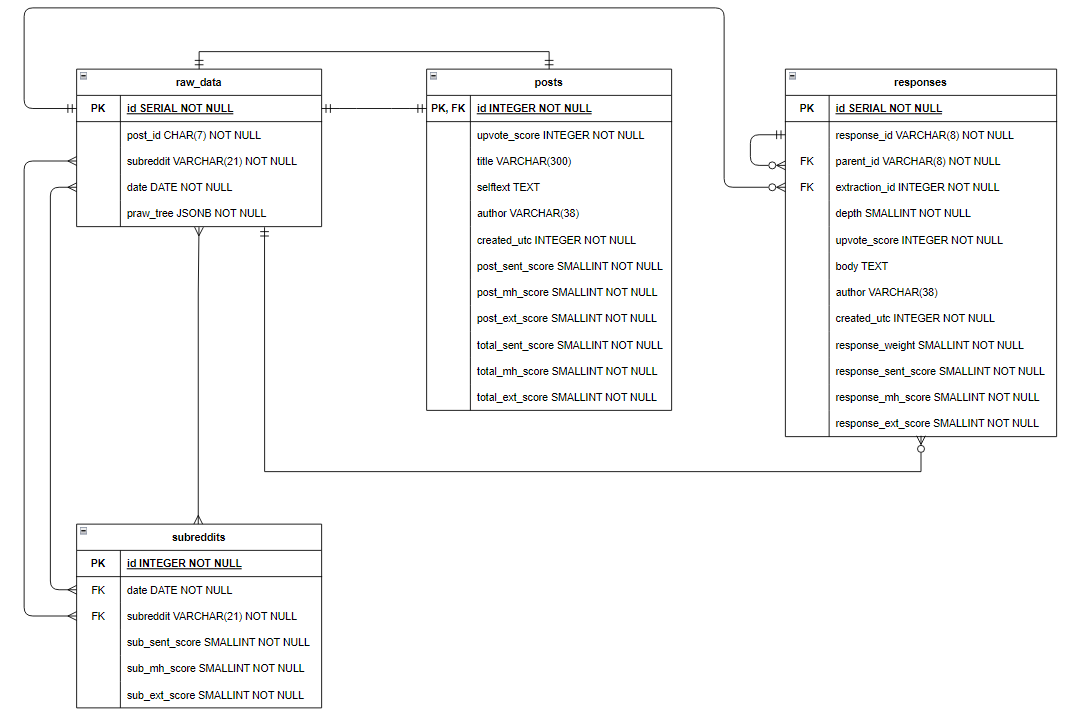 raw_data
PK id SERIAL NOT NULL
post_id CHAR(7) NOT NULL
subreddit VARCHAR(21) NOT NULL
date DATE NOT NULL
praw_tree JSONB NOT NULL
posts
PK, FK id INTEGER NOT NULL
upvote_score INTEGER NOT NULL
title VARCHAR(300)
selftext TEXT
author VARCHAR(38)
created_utc INTEGER NOT NULL
post_sent_score SMALLINT NOT NULL
post_mh_score SMALLINT NOT NULL
post_ext_score SMALLINT NOT NULL
total_sent_score SMALLINT NOT NULL
total_mh_score SMALLINT NOT NULL
total_ext_score SMALLINT NOT NULL
responses
PK id SERIAL NOT NULL
response_id VARCHAR(8) NOT NULL
FK parent_id VARCHAR(8) NOT NULL
FK extraction_id INTEGER NOT NULL
depth SMALLINT NOT NULL
upvote_score INTEGER NOT NULL
body TEXT
author VARCHAR(38)
created_utc INTEGER NOT NULL
response_weight SMALLINT NOT NULL
response_sent_score SMALLINT NOT NULL
response_mh_score SMALLINT NOT NULL
response_ext_score SMALLINT NOT NULL
subreddits
PK id INTEGER NOT NULL
FK date DATE NOT NULL
FK subreddit VARCHAR(21) NOT NULL
sub_sent_score SMALLINT NOT NULL
sub_mh_score SMALLINT NOT NULL
sub_ext_score SMALLINT NOT NULL